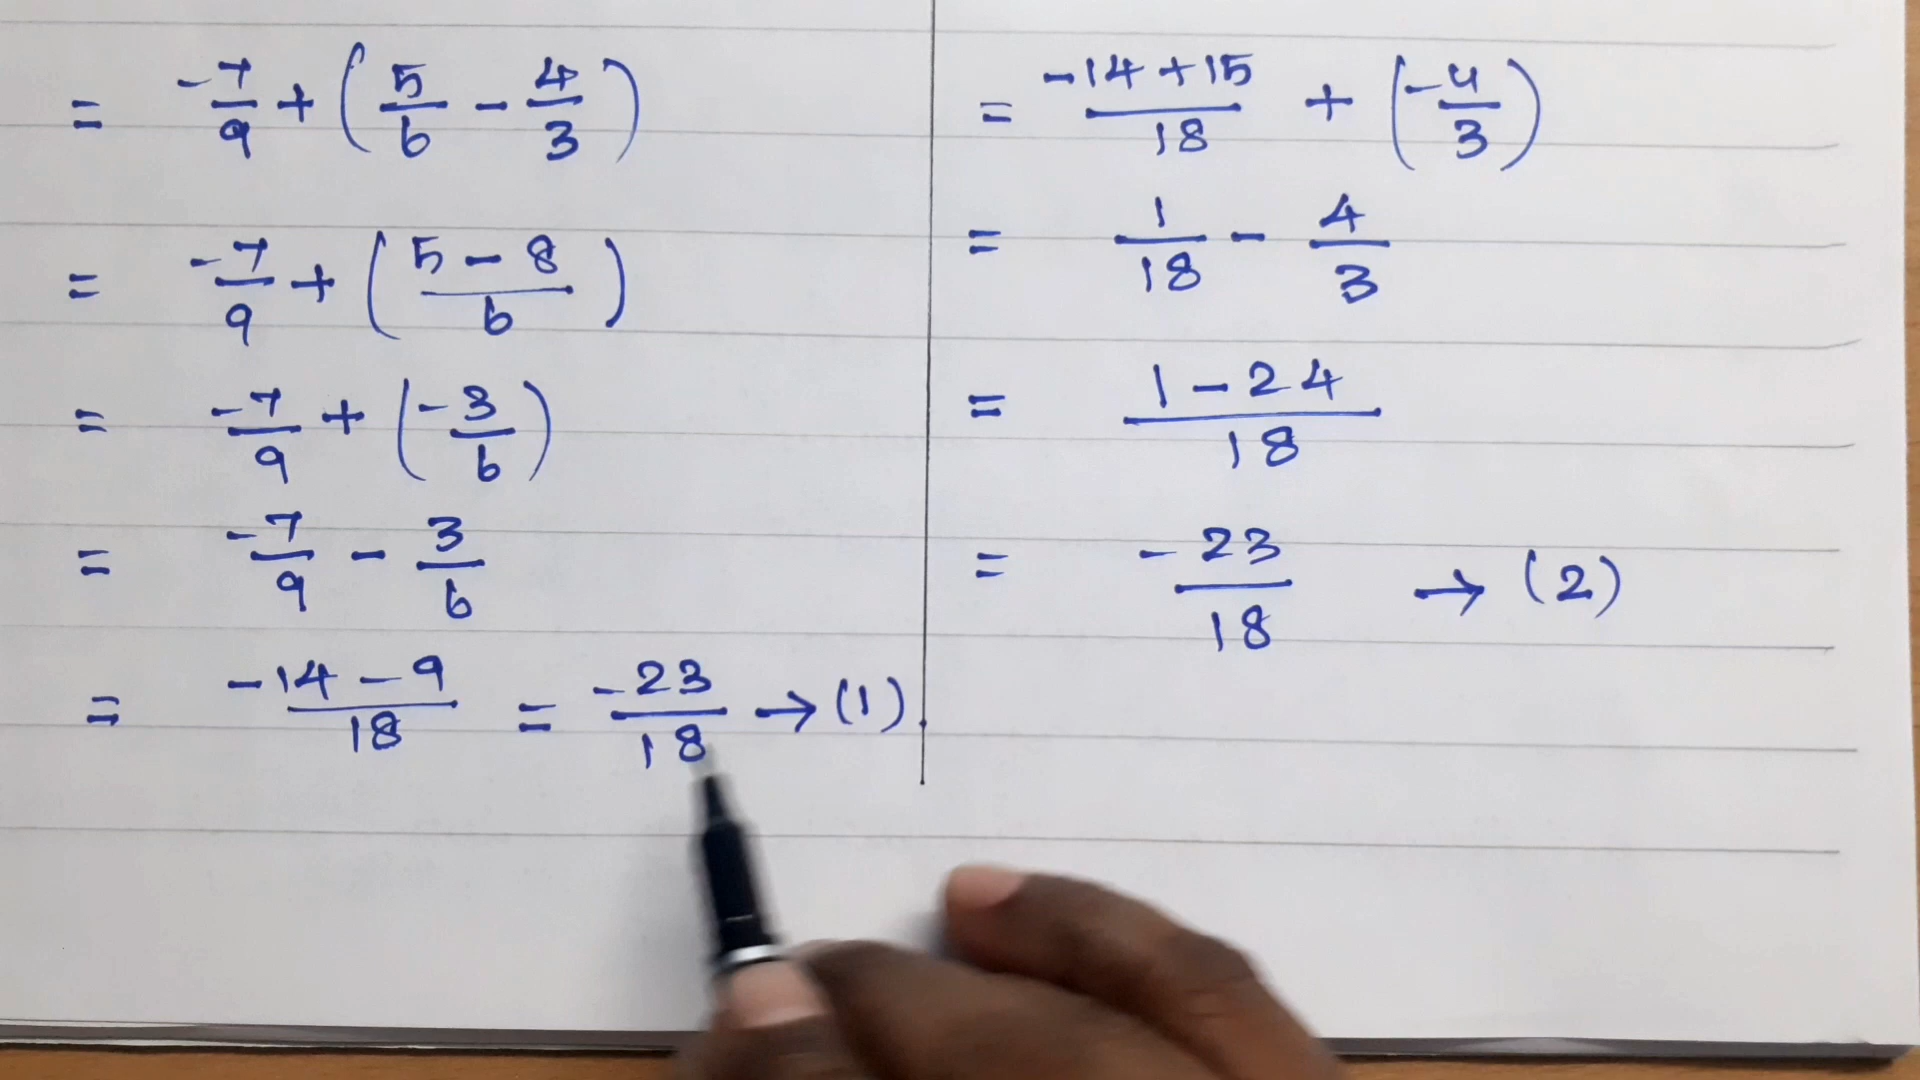 = -7/9 + (5/6 - 4/3)
= -7/9 + (5 - 8/6)
= -7/9 + (-3/6)
= -7/9 - 3/6
= -14 - 9/18 = -23/18 → (1)
= -14 + 15/18 + (-4/3)
= 1/18 - 4/3
= 1 - 24/18
= -23/18 → (2)